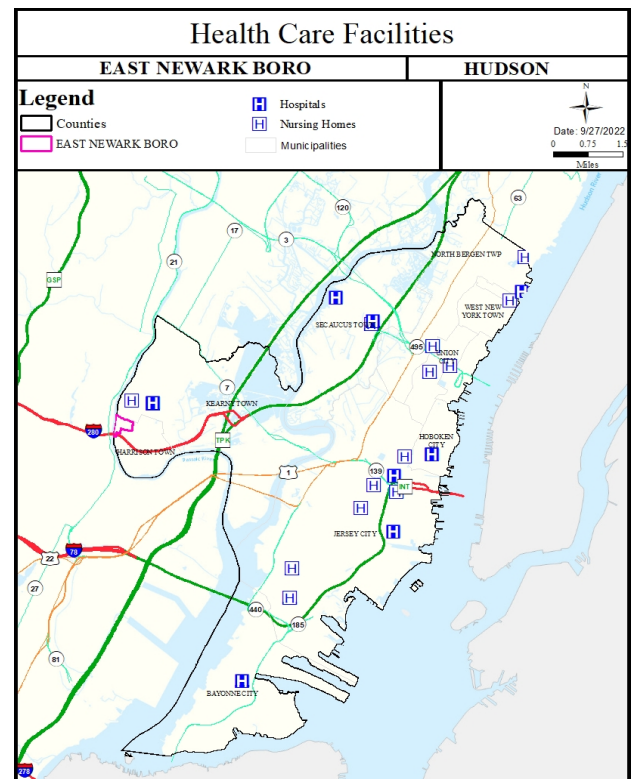 Health Care Facilities
EAST NEWARK BORO
HUDSON
Legend
Counties
EAST NEWARK BORO
H Hospitals
H Nursing Homes
Municipalities
N
Date: 9/27/2022
0 0.75 1.5
Miles
63
120
17
3
21
Hudson River
NORTH BERGEN TWP
GSP
WEST NEW
YORK TOWN
SECAUCUS TOWN
495
UNION
CITY
7
KEARNY TOWN
280
TPK
HARRISON TOWN
HOBOKEN
CITY
1
139
INT
JERSEY CITY
78
22
27
440
185
81
BAYONNE CITY
278